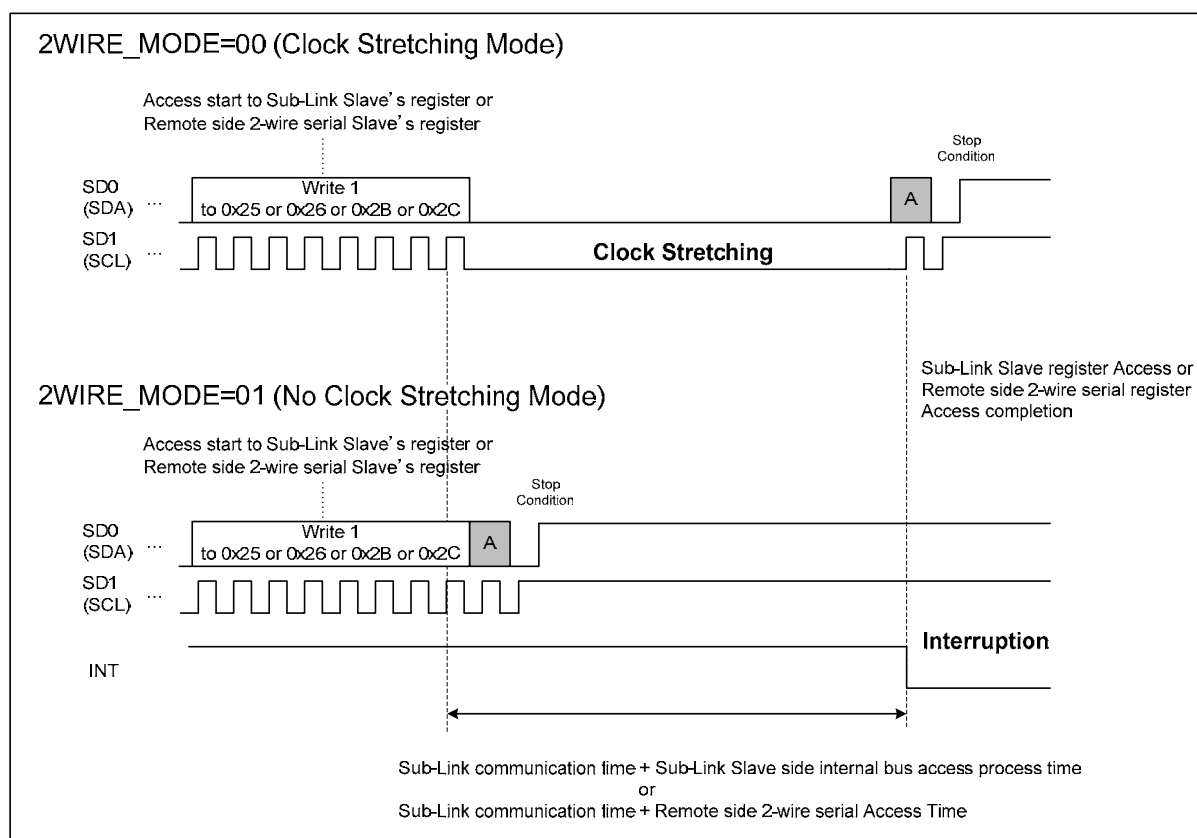 2WIRE_MODE=00 (Clock Stretching Mode)
Access start to Sub-Link Slave's register or
Remote side 2-wire serial Slave's register
Stop
Condition
SD0
(SDA) ...
Write 1
to 0x25 or 0x26 or 0x2B or 0x2C
A
SD1
(SCL) ...
Clock Stretching
Sub-Link Slave register Access or
Remote side 2-wire serial register
Access completion
2WIRE_MODE=01 (No Clock Stretching Mode)
Access start to Sub-Link Slave's register or
Remote side 2-wire serial Slave's register
Stop
Condition
SD0
(SDA) ...
Write 1
to 0x25 or 0x26 or 0x2B or 0x2C
A
SD1
(SCL) ...
Interruption
INT
Sub-Link communication time + Sub-Link Slave side internal bus access process time
or
Sub-Link communication time + Remote side 2-wire serial Access Time